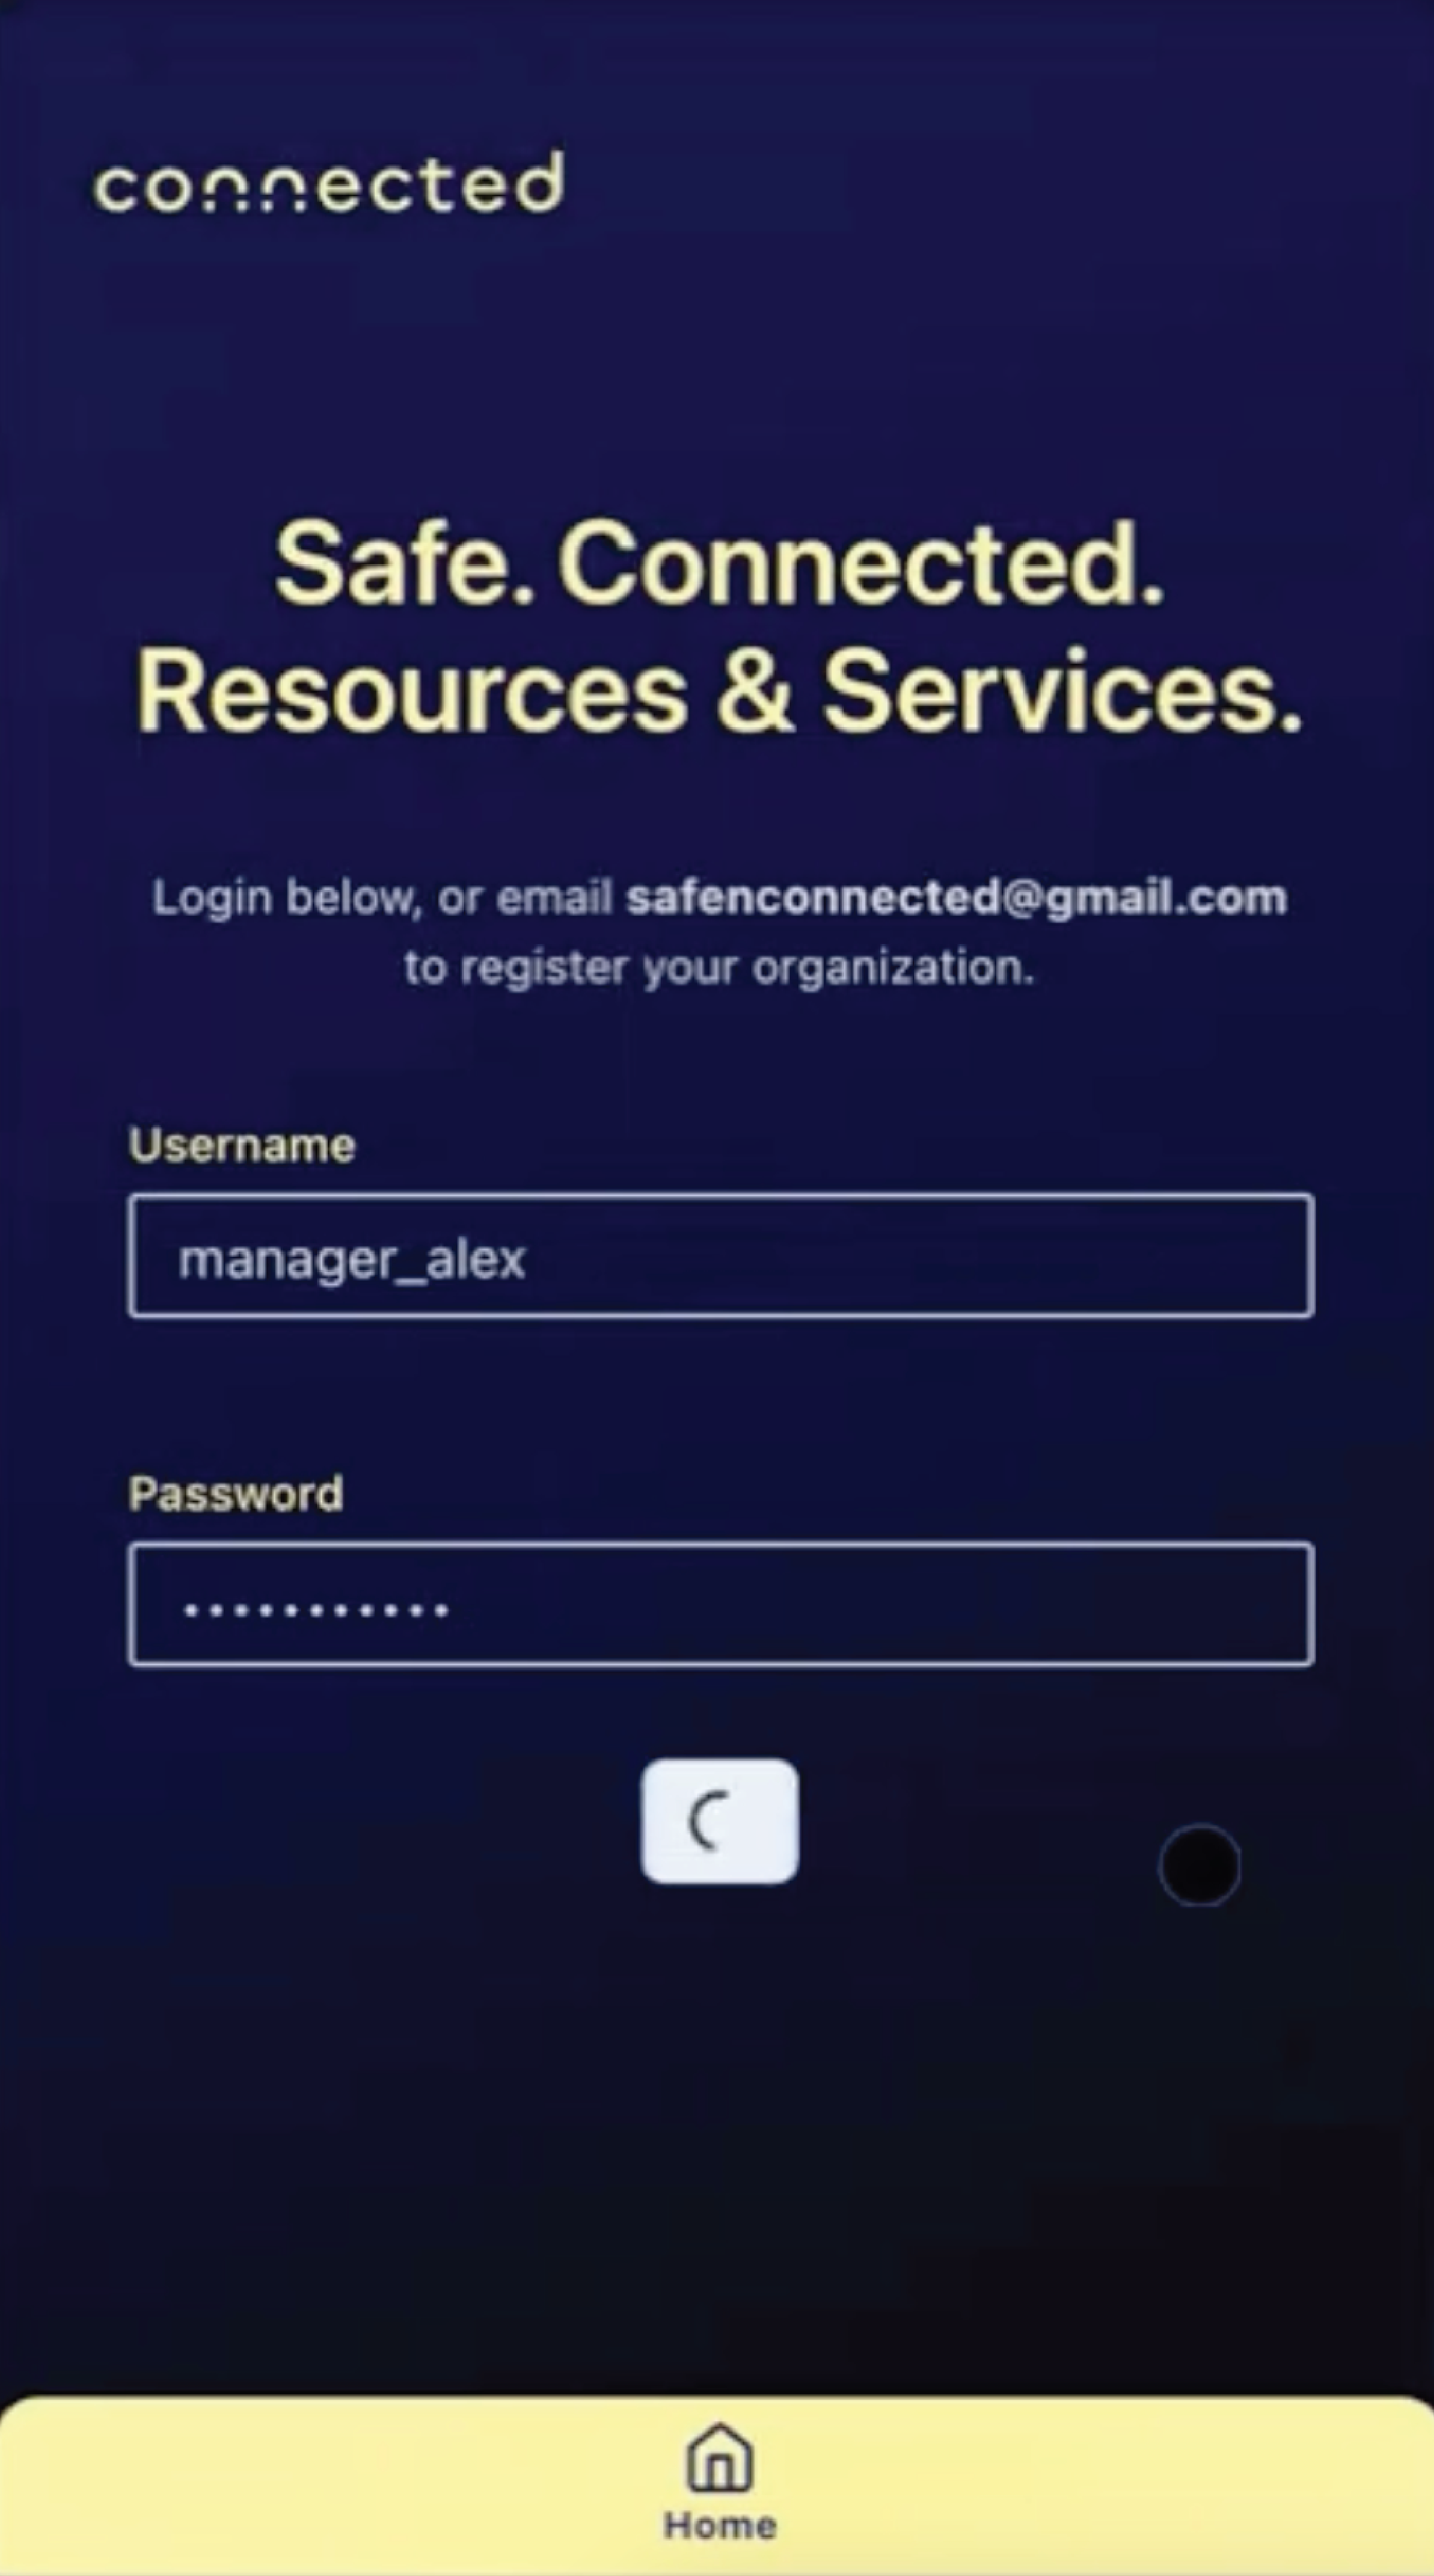 connected
Safe. Connected.
Resources & Services.
Login below, or email safenconnected@gmail.com
to register your organization.
Username
manager_alex
Password
•••••••••••
Home